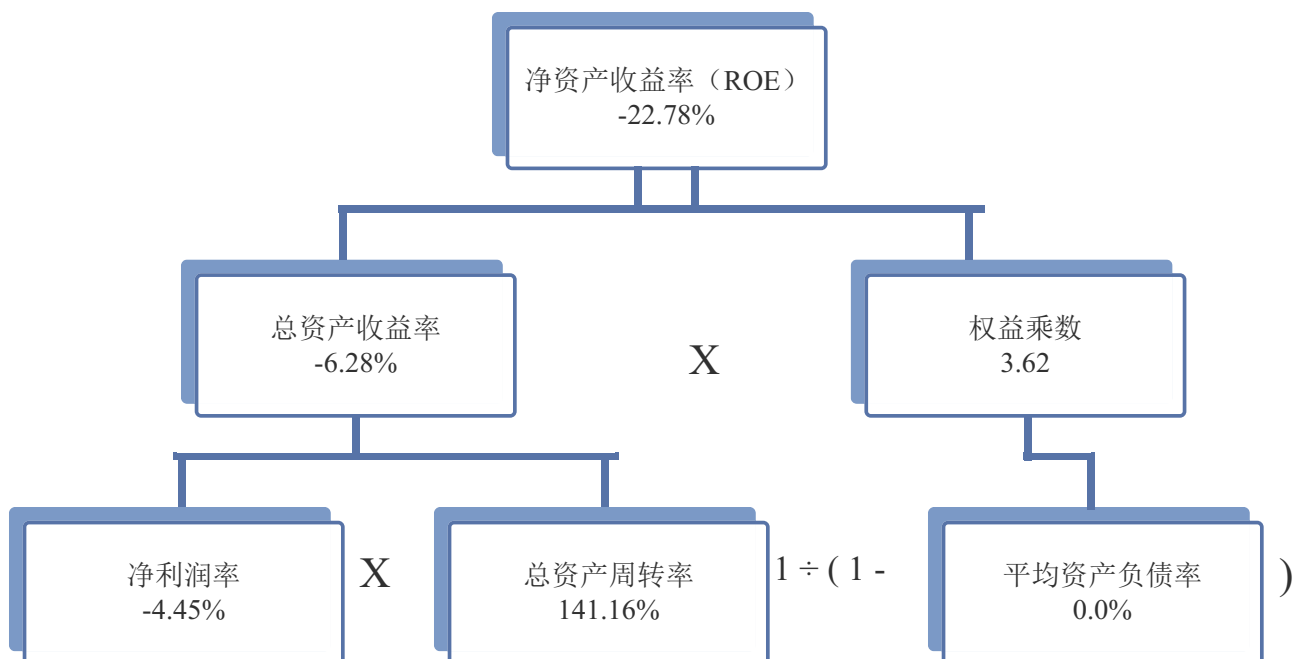 净资产收益率（ROE）
-22.78%
总资产收益率
-6.28%
X
权益乘数
3.62
净利润率
-4.45%
X
总资产周转率
141.16%
1 ÷ ( 1 -
平均资产负债率
0.0%
)